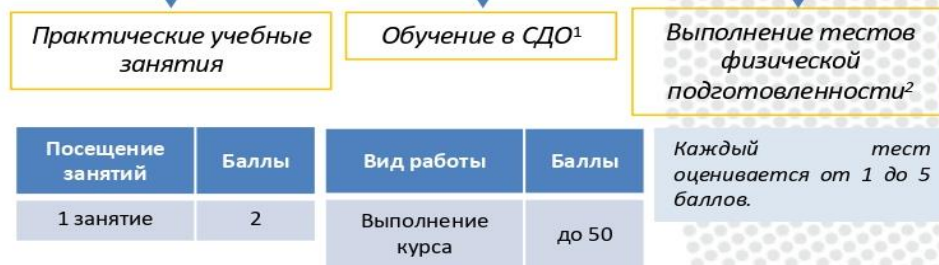 Практические учебные
занятия
Обучение в СДО¹
Выполнение тестов
физической
подготовленности²
Посещение
занятий
Баллы
1 занятие
2
Вид работы
Баллы
Выполнение
курса
до 50
Каждый тест
оценивается от 1 до 5
баллов.